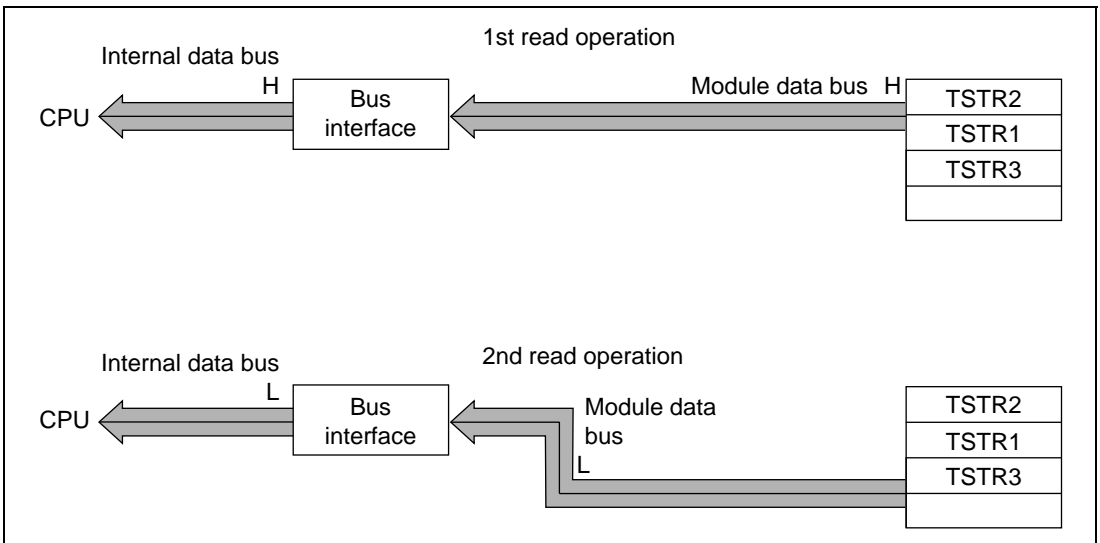 1st read operation
Internal data bus
H
CPU
Bus
interface
Module data bus H
TSTR2
TSTR1
TSTR3
2nd read operation
Internal data bus
L
CPU
Bus
interface
Module data
bus
L
TSTR2
TSTR1
TSTR3